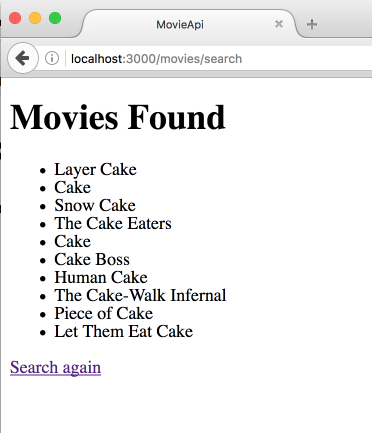 MovieApi
localhost:3000/movies/search
Movies Found
Layer Cake
Cake
Snow Cake
The Cake Eaters
Cake
Cake Boss
Human Cake
The Cake-Walk Infernal
Piece of Cake
Let Them Eat Cake
Search again